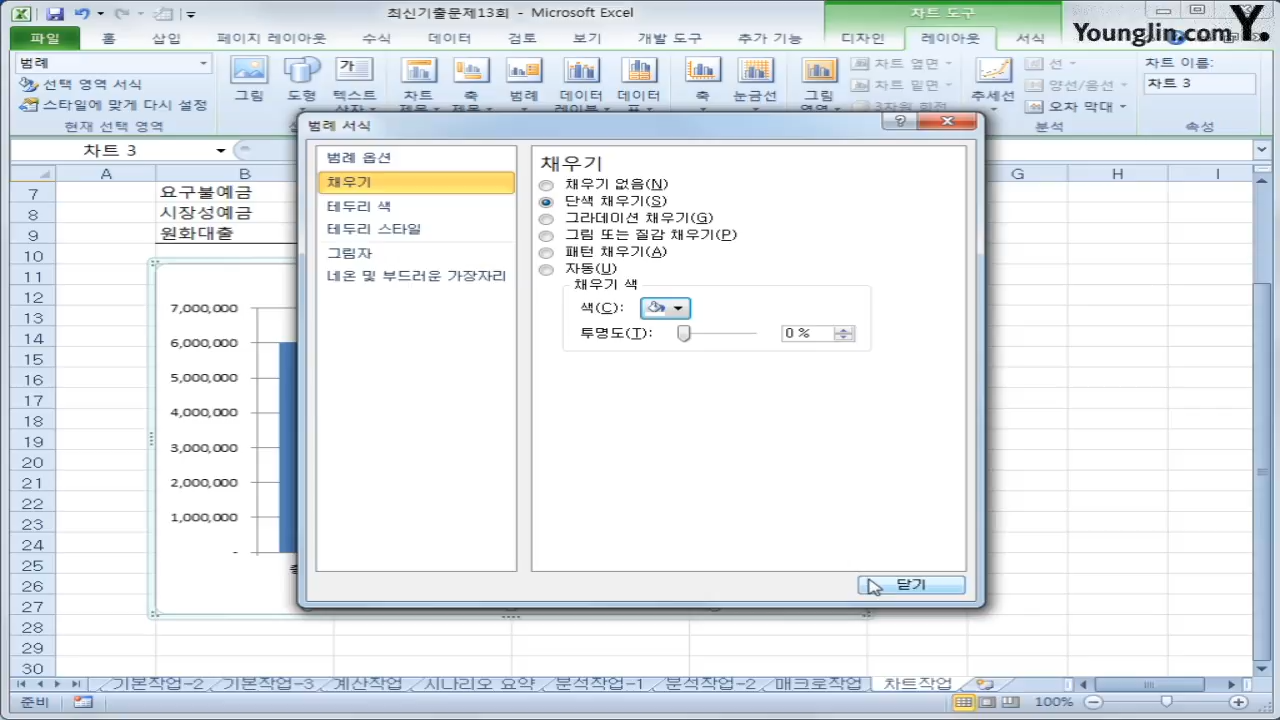 최신기출문제13회 - Microsoft Excel
차트 도구
Younglin.com Y.
파일 홈 삽입 페이지 레이아웃 수식 데이터 검토 보기 개발 도구 추가 기능 디자인 레이아웃 서식
범례
선택 영역 서식
스타일에 맞게 다시 설정
현재 선택 영역
그림 도형 텍스트
차트 제목 범례 데이터 데이터
축 눈금선
그림
차트 옆면
차트 밑면
3차원 회전
추세선
선
양선/음선
오차 막대
분석
차트 이름:
차트 3
속성
차트 3
A B G H I
7 요구불예금
8 시장성예금
9 원화대출
10
11
12
13
14
15
16
17
18
19
20
21
22
23
24
25
26
27
28
29
30
7,000,000
6,000,000
5,000,000
4,000,000
3,000,000
2,000,000
1,000,000
-
범례 서식
범례 옵션
채우기
테두리 색
테두리 스타일
그림자
네온 및 부드러운 가장자리
채우기
채우기 없음(N)
단색 채우기(S)
그라데이션 채우기(G)
그림 또는 질감 채우기(P)
패턴 채우기(A)
자동(U)
채우기 색
색(C):
투명도(T): 0 %
닫기
기본작업-2 기본작업-3 계산작업 시나리오 요약 분석작업-1 분석작업-2 매크로작업 차트작업
준비 100%